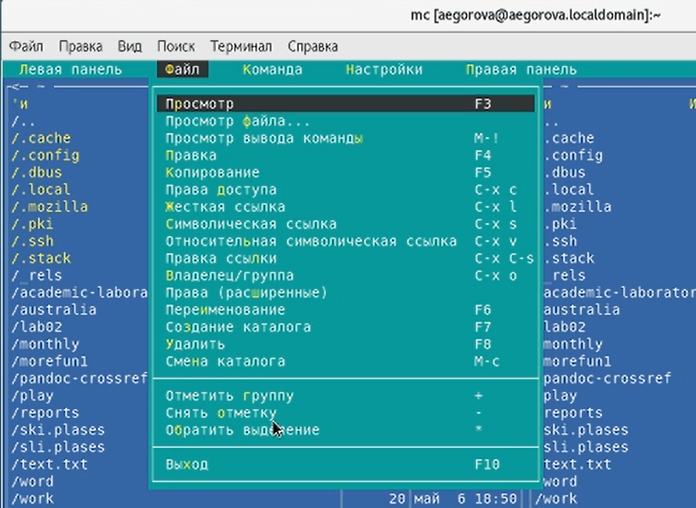 mc [aegorova@aegorova.localdomain]:~
Файл Правка Вид Поиск Терминал Справка
Левая панель Файл Команда Настройки Правая панель
'и
/..
/.cache
/.config
/.dbus
/.local
/.mozilla
/.pki
/.ssh
/.stack
/_rels
/academic-labora
/australia
/lab02
/monthly
/morefun1
/pandoc-crossref
/play
/reports
/ski.plases
/sli.plases
/text.txt
/word
/work
Просмотр F3
Просмотр файла...
Просмотр вывода команды M-!
Правка F4
Копирование F5
Права доступа C-x c
Жесткая ссылка C-x l
Символическая ссылка C-x s
Относительная символическая ссылка C-x v
Правка ссылки C-x C-s
Владелец/группа C-x o
Права (расширенные)
Переименование F6
Создание каталога F7
Удалить F8
Смена каталога M-c
Отметить группу +
Снять отметку -
Обратить выделение *
Выход F10
20 май 6 18:50
и И
..
.cache
.config
.dbus
.local
.mozilla
.pki
.ssh
.stack
_rels
academic-laborator
australia
lab02
monthly
morefun1
pandoc-crossref
play
reports
ski.plases
sli.plases
text.txt
word
/work